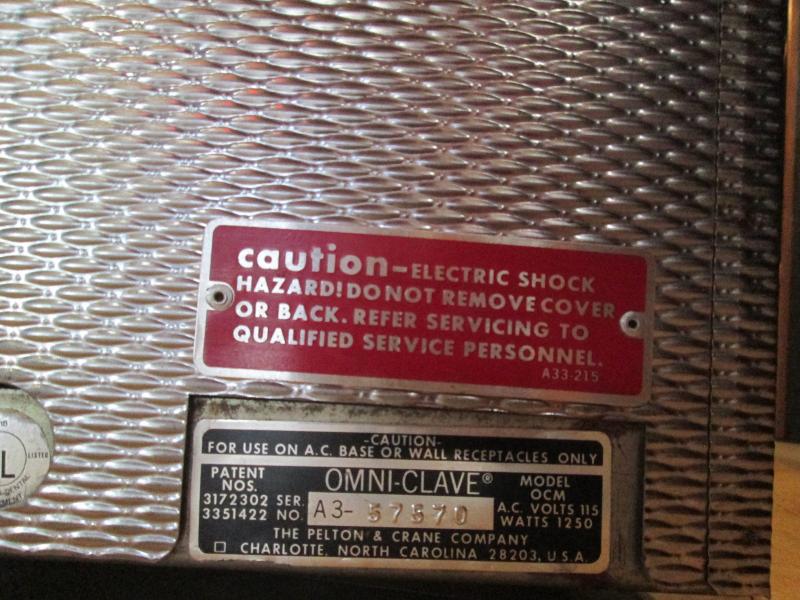 caution-ELECTRIC SHOCK
HAZARD! DO NOT REMOVE COVER
OR BACK. REFER SERVICING TO
QUALIFIED SERVICE PERSONNEL.
A33-215
LISTED
L
-CAUTION-
FOR USE ON A.C. BASE OR WALL RECEPTACLES ONLY
PATENT NOS. 3172302 3351422
OMNI-CLAVE®
SER. NO. A3-57570
MODEL OCM
A.C. VOLTS 115
WATTS 1250
THE PELTON & CRANE COMPANY
CHARLOTTE, NORTH CAROLINA 28203, U.S.A.